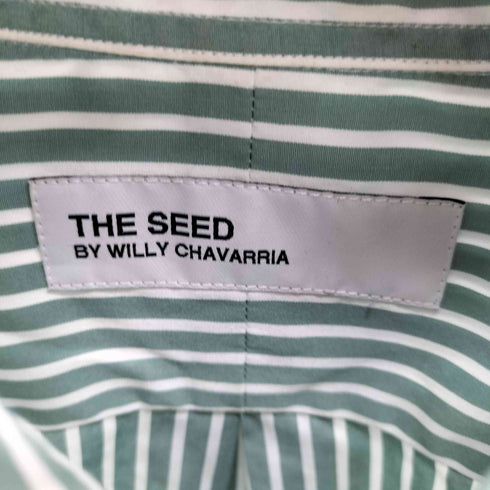 THE SEED
BY WILLY CHAVARRIA